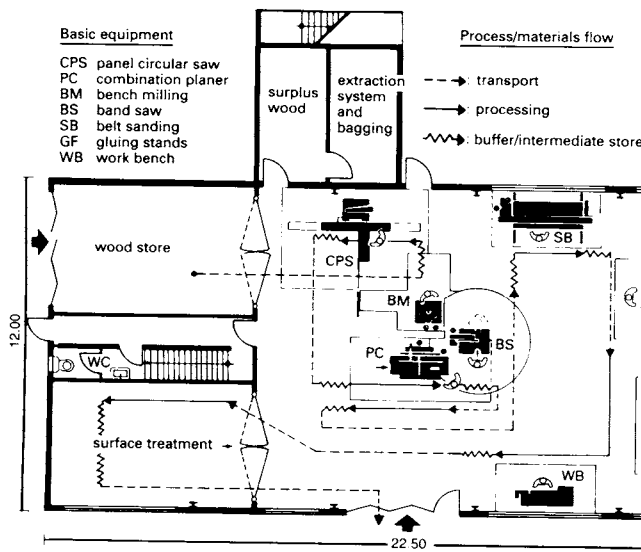 Basic equipment
CPS panel circular saw
PC combination planer
BM bench milling
BS band saw
SB belt sanding
GF gluing stands
WB work bench
surplus
wood
extraction
system
and
bagging
Process/materials flow
transport
processing
buffer/intermediate store
wood store
CPS
SB
BM
BS
PC
WC
surface treatment
WB
12.00
22.50